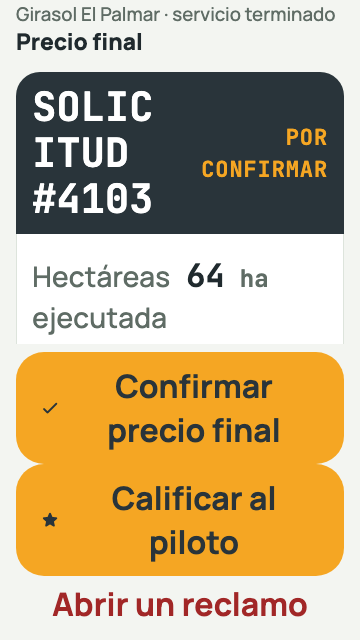 Girasol El Palmar · servicio terminado
Precio final
SOLIC
ITUD
#4103
POR
CONFIRMAR
Hectáreas 64 ha
ejecutada
Confirmar
precio final
Calificar al
piloto
Abrir un reclamo